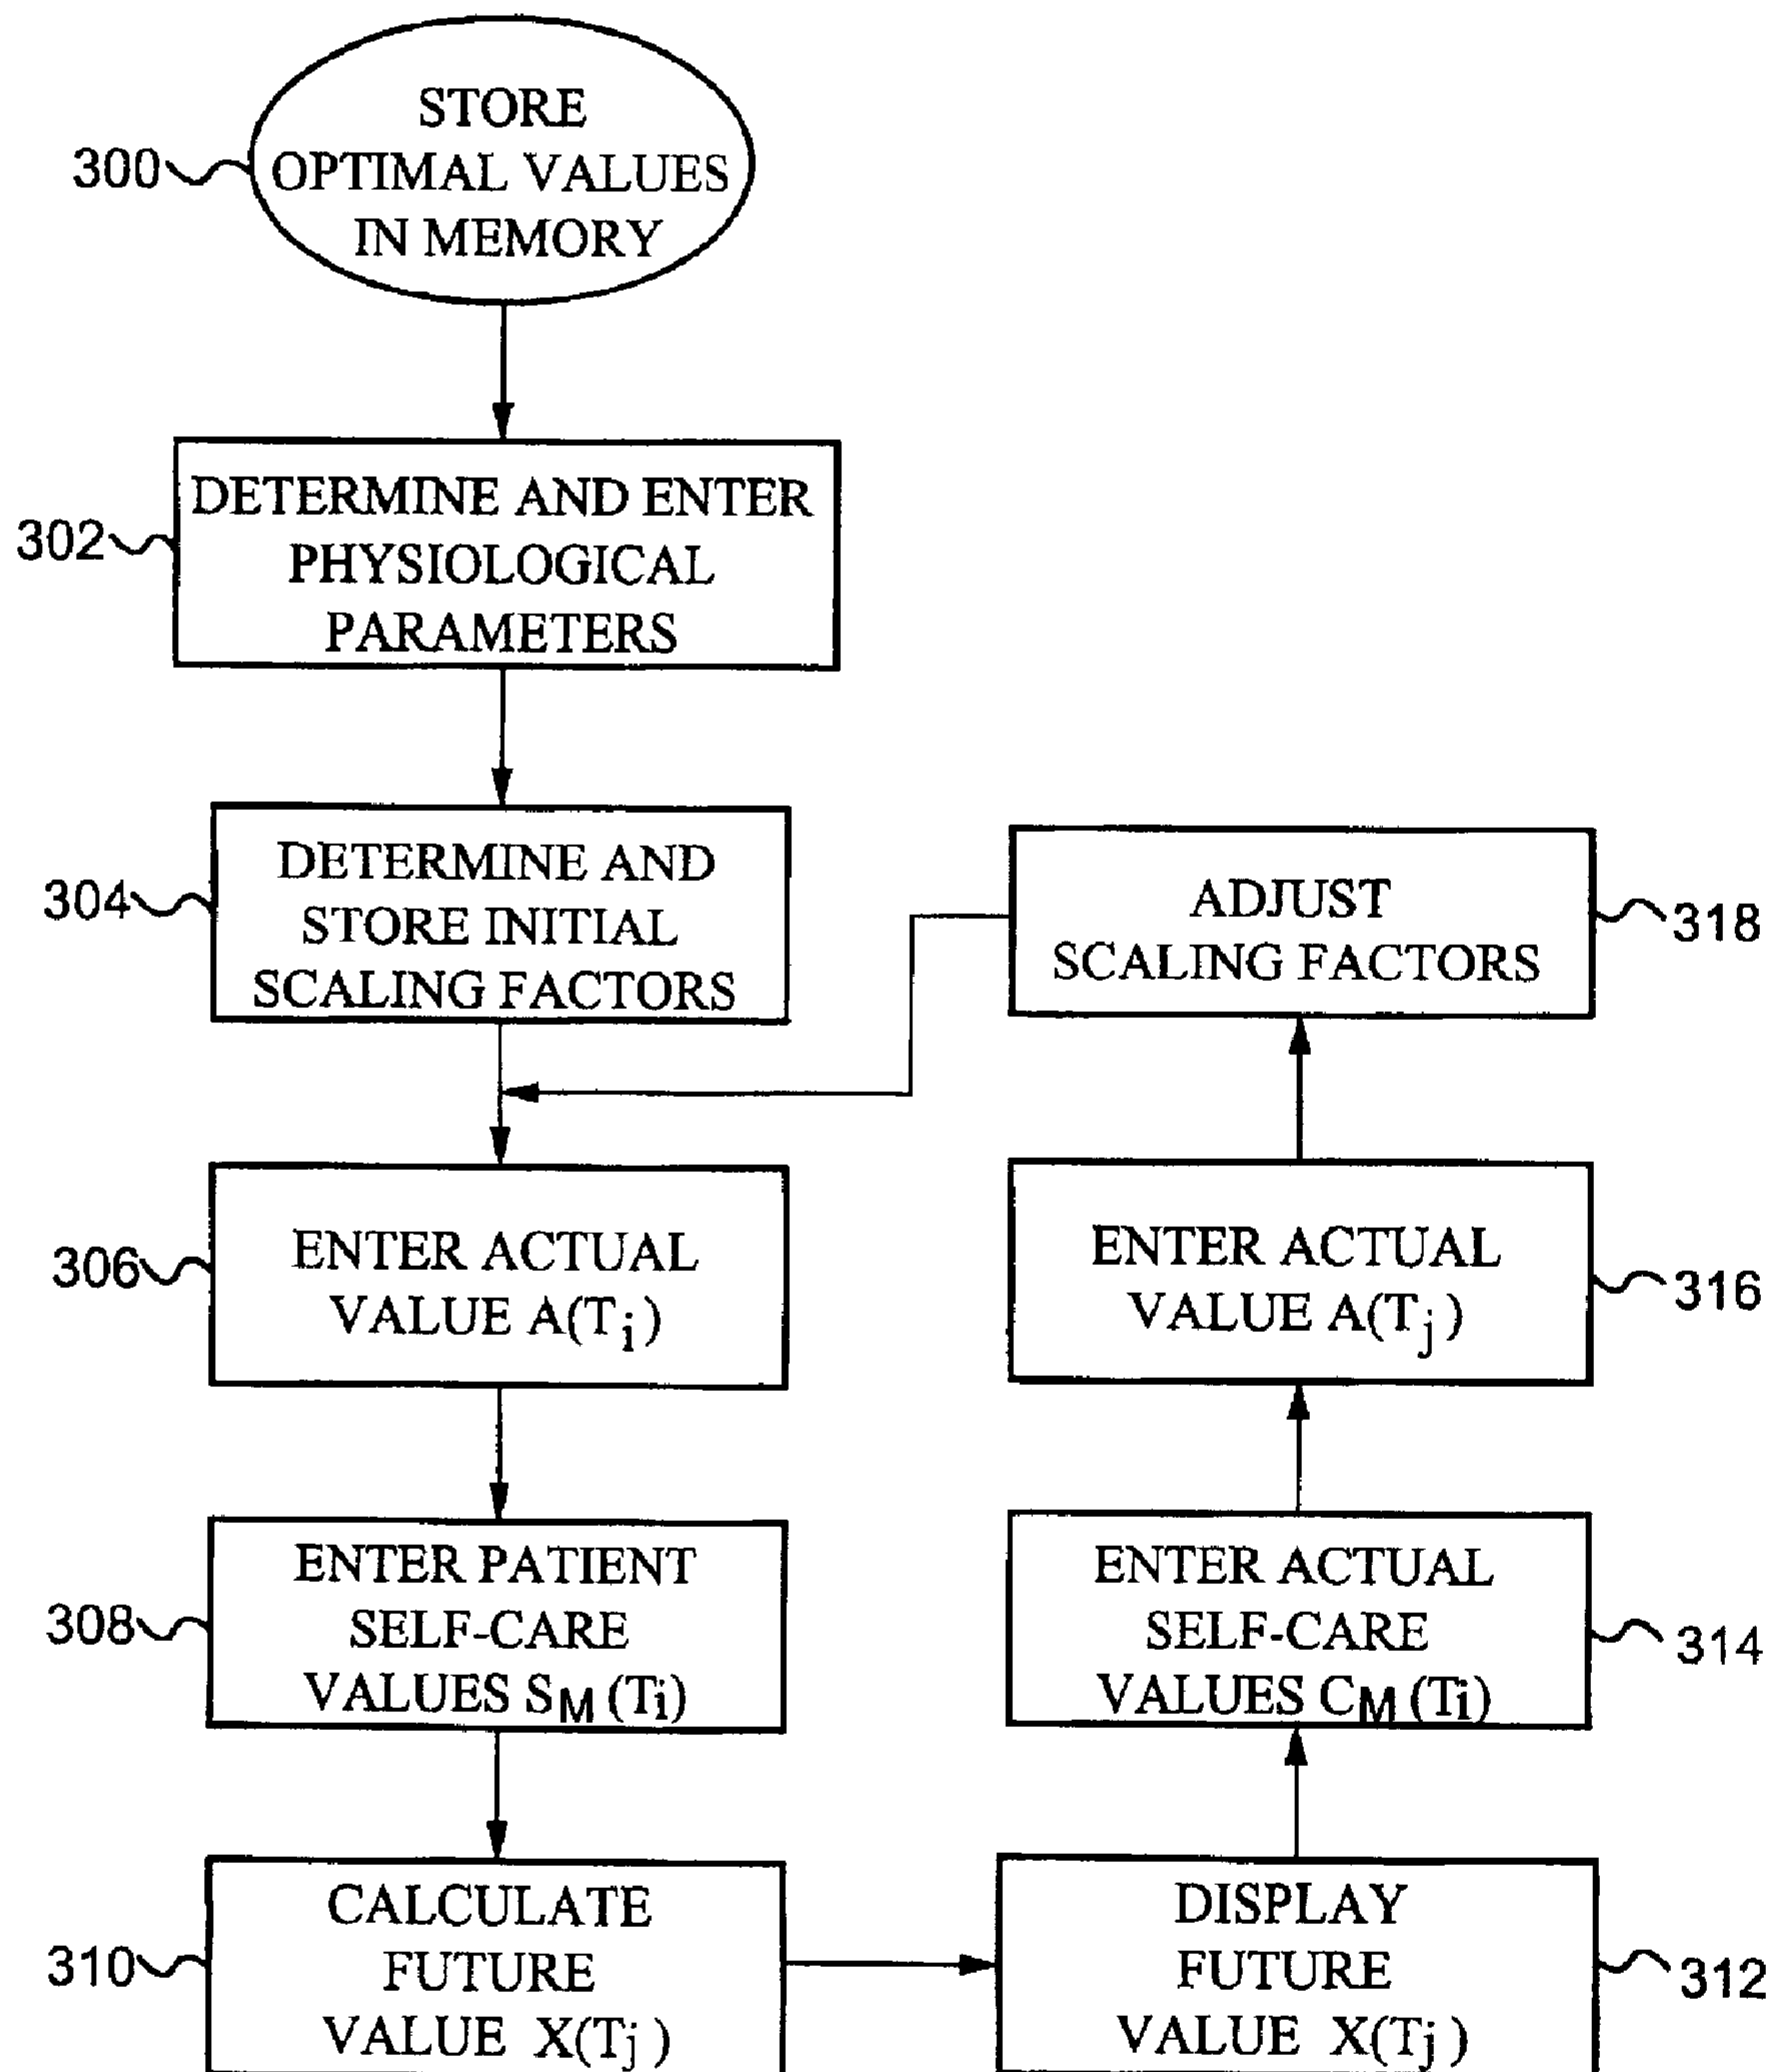 STORE
OPTIMAL VALUES
IN MEMORY
300
DETERMINE AND ENTER
PHYSIOLOGICAL
PARAMETERS
302
DETERMINE AND
STORE INITIAL
SCALING FACTORS
304
ENTER ACTUAL
VALUE A(Ti)
306
ENTER PATIENT
SELF-CARE
VALUES SM (Ti)
308
CALCULATE
FUTURE
VALUE X(Tj)
310
DISPLAY
FUTURE
VALUE X(Tj)
312
ENTER ACTUAL
SELF-CARE
VALUES CM (Ti)
314
ENTER ACTUAL
VALUE A(Tj)
316
ADJUST
SCALING FACTORS
318